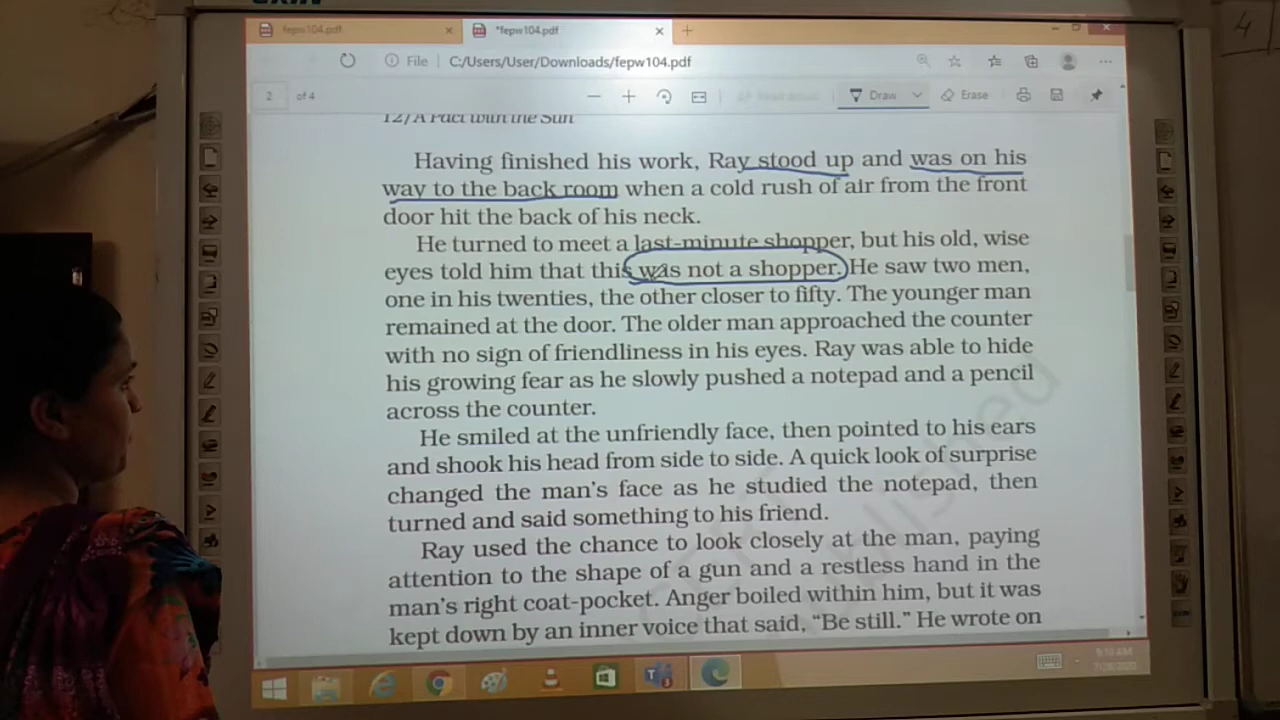 fepw104.pdf
*fepw104.pdf
File
C:/Users/User/Downloads/fepw104.pdf
2 of 4
Draw
Erase
12/A Pact with the Sun
Having finished his work, Ray stood up and was on his
way to the back room when a cold rush of air from the front
door hit the back of his neck.
He turned to meet a last-minute shopper, but his old, wise
eyes told him that this was not a shopper. He saw two men,
one in his twenties, the other closer to fifty. The younger man
remained at the door. The older man approached the counter
with no sign of friendliness in his eyes. Ray was able to hide
his growing fear as he slowly pushed a notepad and a pencil
across the counter.
He smiled at the unfriendly face, then pointed to his ears
and shook his head from side to side. A quick look of surprise
changed the man's face as he studied the notepad, then
turned and said something to his friend.
Ray used the chance to look closely at the man, paying
attention to the shape of a gun and a restless hand in the
man's right coat-pocket. Anger boiled within him, but it was
kept down by an inner voice that said, “Be still.” He wrote on
4